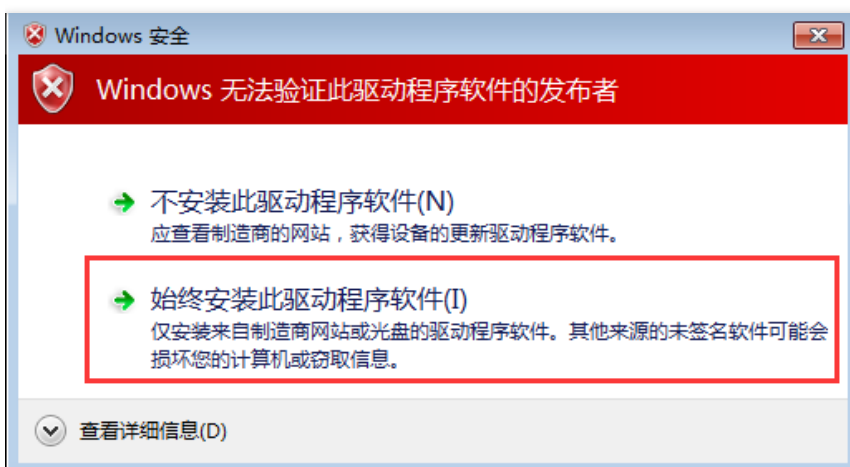 Windows 安全
Windows 无法验证此驱动程序软件的发布者
不安装此驱动程序软件(N)
应查看制造商的网站，获得设备的更新驱动程序软件。
始终安装此驱动程序软件(I)
仅安装来自制造商网站或光盘的驱动程序软件。其他来源的未签名软件可能会
损坏您的计算机或窃取信息。
查看详细信息(D)